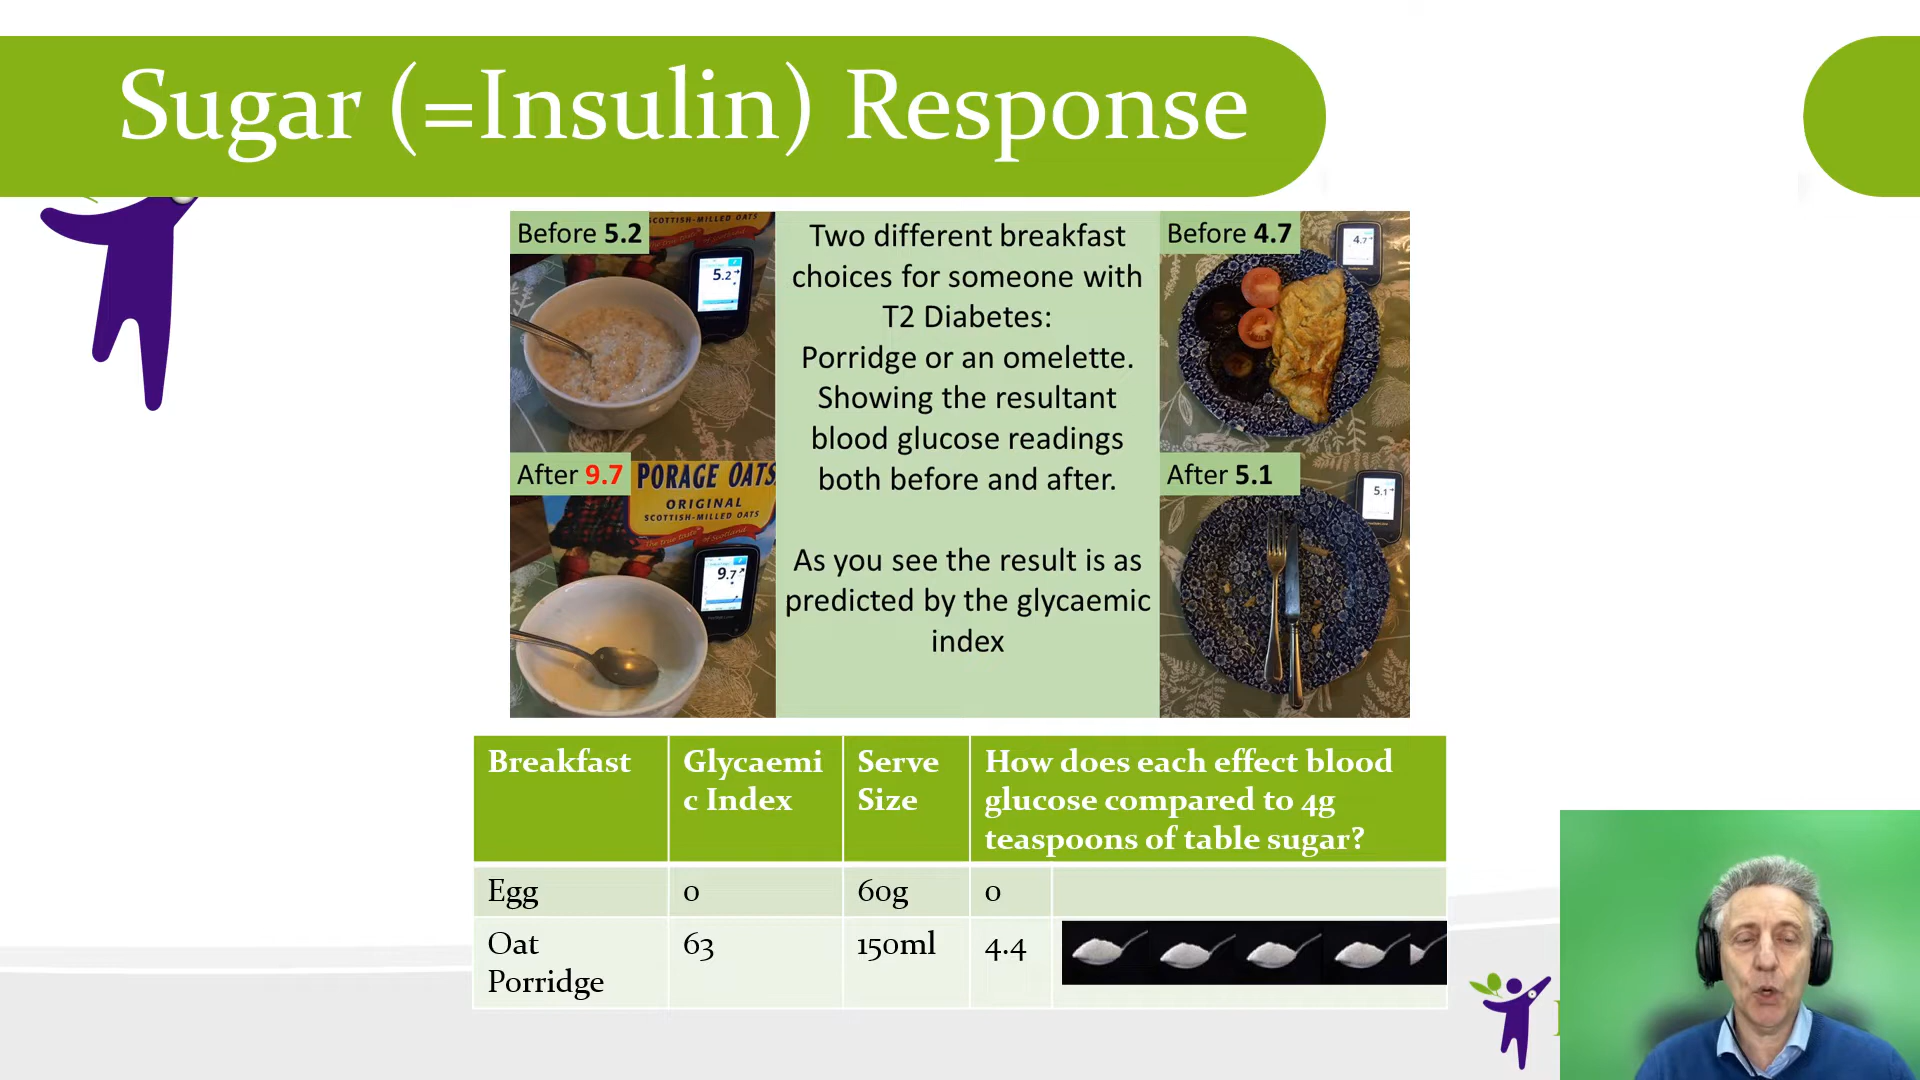 Sugar (=Insulin) Response
Before 5.2
SCOTTISH-MILLED OATS
5.2
Two different breakfast
choices for someone with
T2 Diabetes:
Porridge or an omelette.
Showing the resultant
blood glucose readings
both before and after.
As you see the result is as
predicted by the glycaemic
index
Before 4.7
4.7
After 9.7
PORAGE OATS
ORIGINAL
SCOTTISH-MILLED OATS
The true taste of Scotland
9.7
After 5.1
5.1
Breakfast
Glycaemi
c Index
Serve
Size
How does each effect blood
glucose compared to 4g
teaspoons of table sugar?
Egg
0
60g
0
Oat
Porridge
63
150ml
4.4